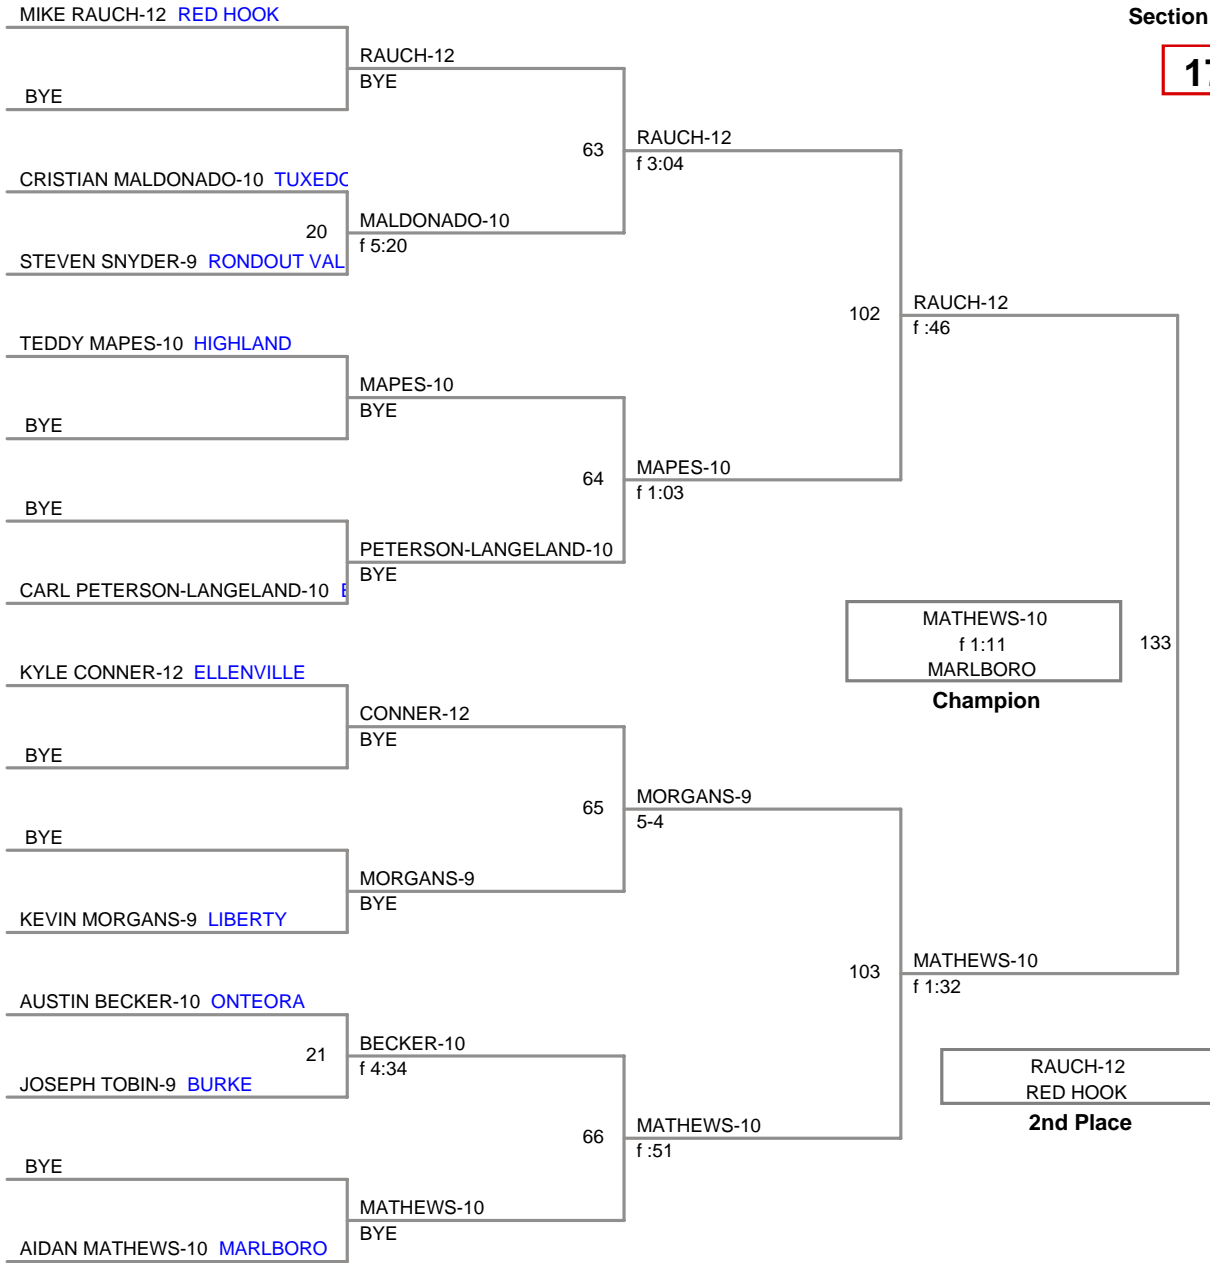 MIKE RAUCH-12 RED HOOK
Section
RAUCH-12
BYE
17
BYE
RAUCH-12
63
f 3:04
CRISTIAN MALDONADO-10
MALDONADO-10
20
f 5:20
STEVEN SNYDER-9 RONDOUT VAL
RAUCH-12
102
f :46
TEDDY MAPES-10 HIGHLAND
MAPES-10
BYE
BYE
MAPES-10
64
f 1:03
BYE
PETERSON-LANGELAND-10
BYE
CARL PETERSON-LANGELAND-10
MATHEWS-10
f 1:11
133
MARLBORO
Champion
KYLE CONNER-12 ELLENVILLE
CONNER-12
BYE
BYE
MORGANS-9
65
5-4
BYE
MORGANS-9
BYE
KEVIN MORGANS-9 LIBERTY
MATHEWS-10
103
f 1:32
AUSTIN BECKER-10 ONTEORA
BECKER-10
21
f 4:34
JOSEPH TOBIN-9 BURKE
RAUCH-12
RED HOOK
2nd Place
MATHEWS-10
66
f :51
BYE
MATHEWS-10
BYE
AIDAN MATHEWS-10 MARLBORO